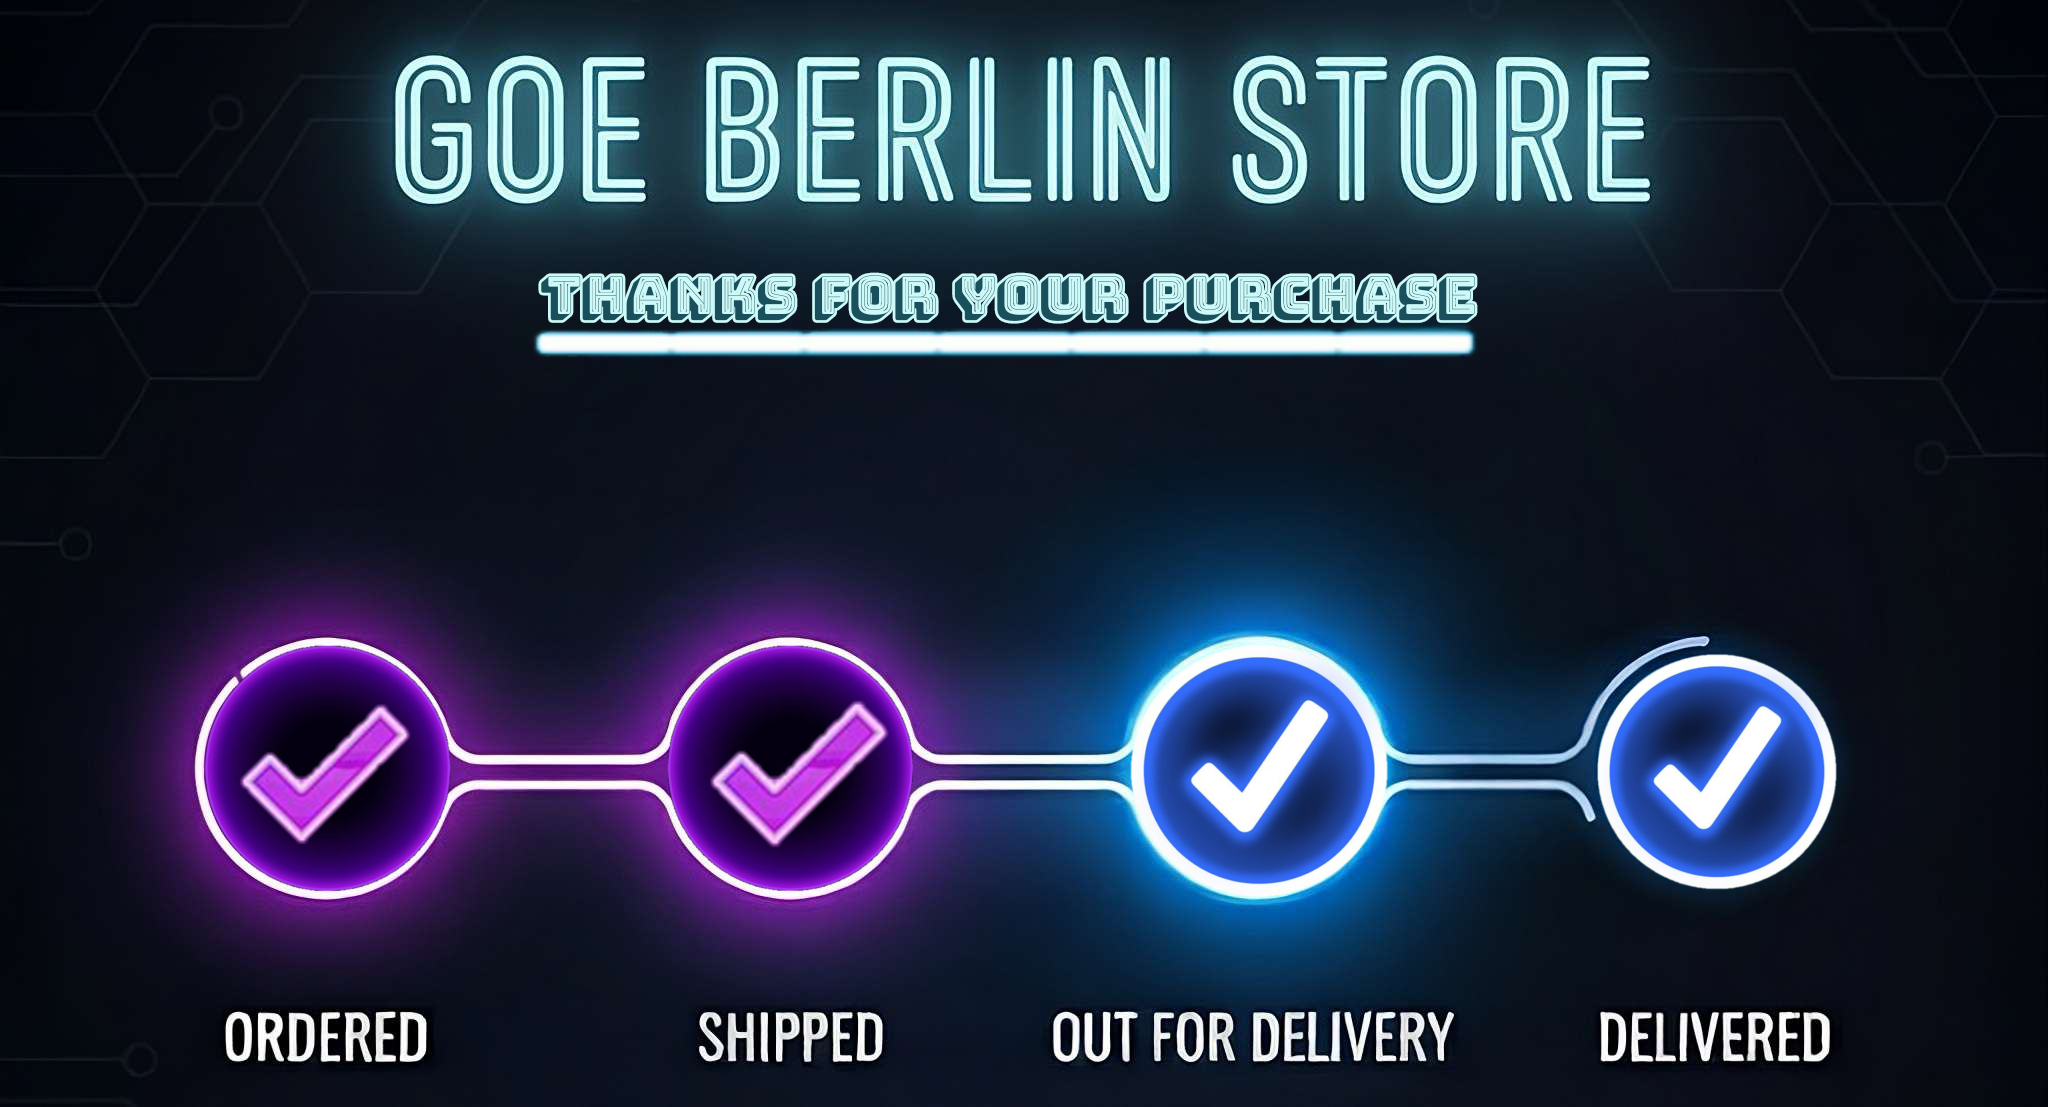 GOE BERLIN STORE
THANKS FOR YOUR PURCHASE
ORDERED
SHIPPED
OUT FOR DELIVERY
DELIVERED